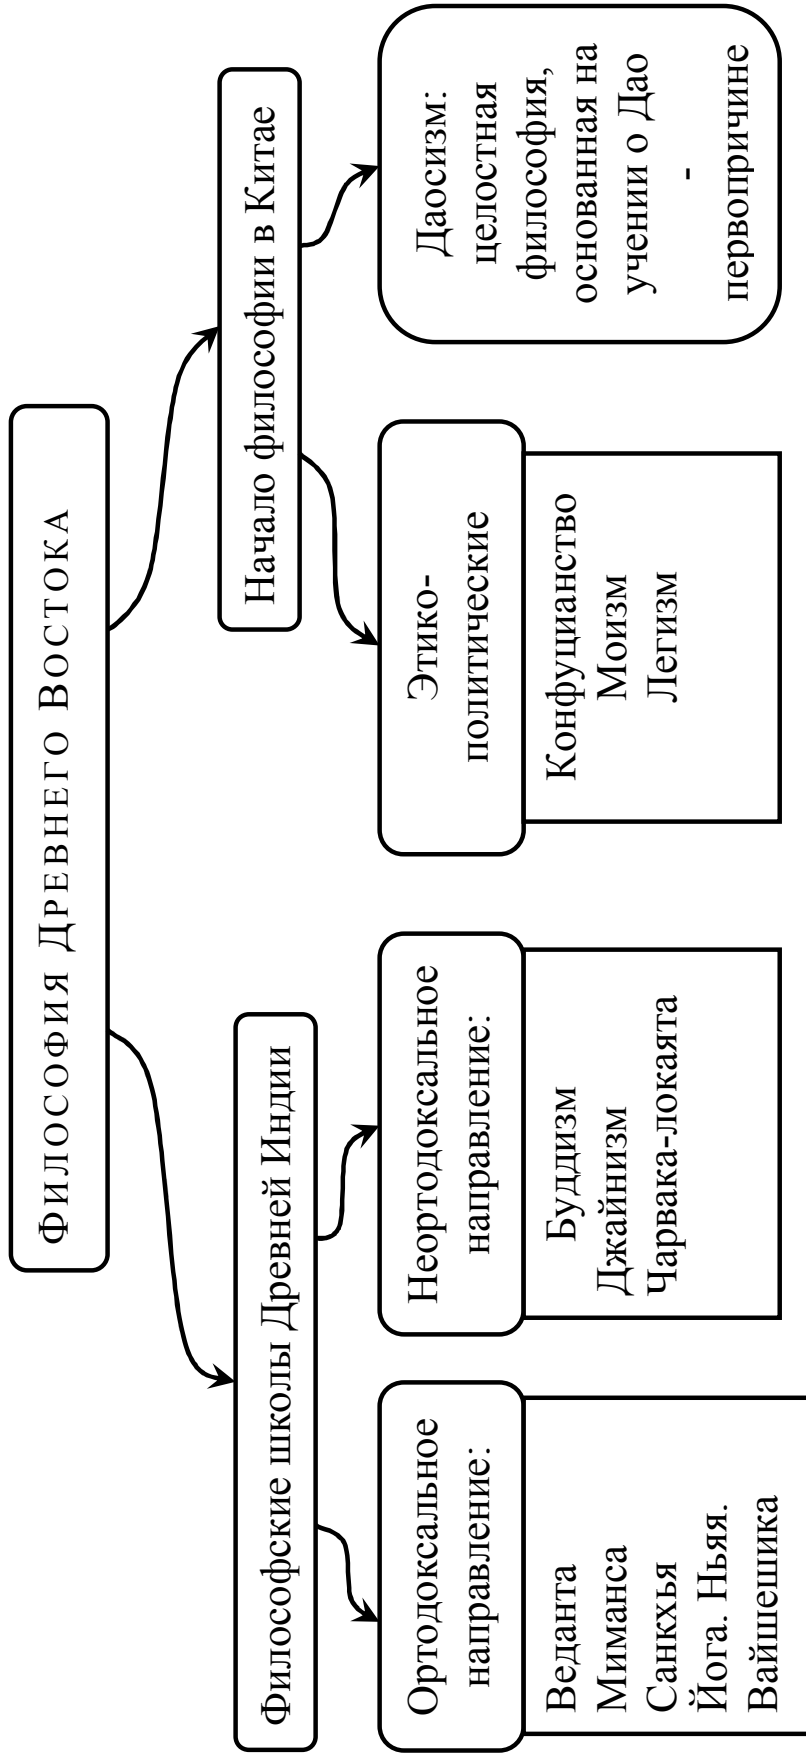 Философия Древнего Востока
Философские школы Древней Индии
Начало философии в Китае
Ортодоксальное
направление:
Веданта
Миманса
Санкхья
Йога. Ньяя.
Вайшешика
Неортодоксальное
направление:
Буддизм
Джайнизм
Чарвака-локаята
Этико-
политические
Конфуцианство
Моизм
Легизм
Даосизм:
целостная
философия,
основанная на
учении о Дао
-
первопричине